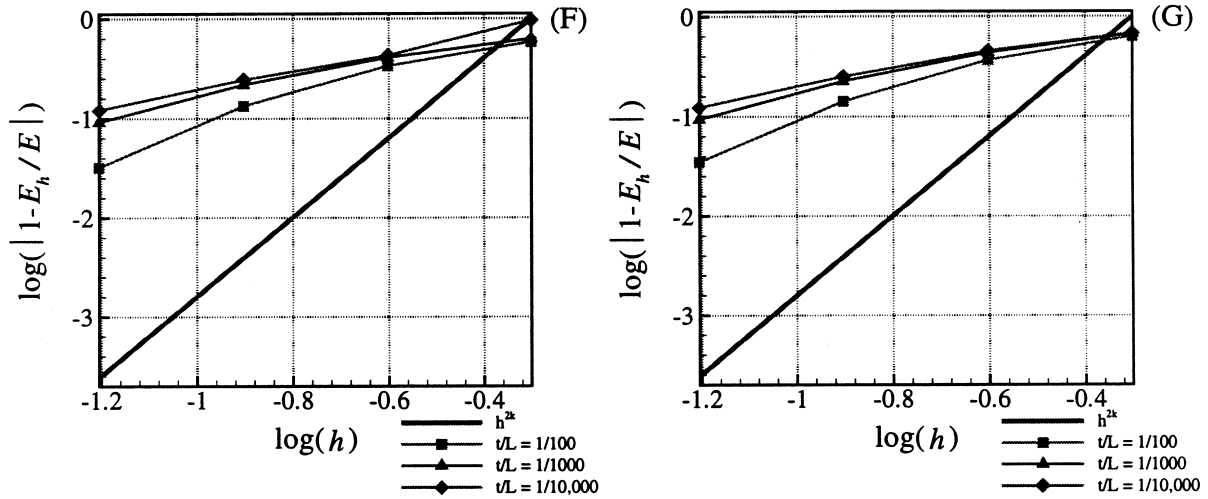 0
-1
-2
-3
-1.2 -1 -0.8 -0.6 -0.4
log(|1-E_h/E|)
log(h)
(F)
h^{2k}
t/L = 1/100
t/L = 1/1000
t/L = 1/10,000
0
-1
-2
-3
-1.2 -1 -0.8 -0.6 -0.4
log(|1-E_h/E|)
log(h)
(G)
h^{2k}
t/L = 1/100
t/L = 1/1000
t/L = 1/10,000